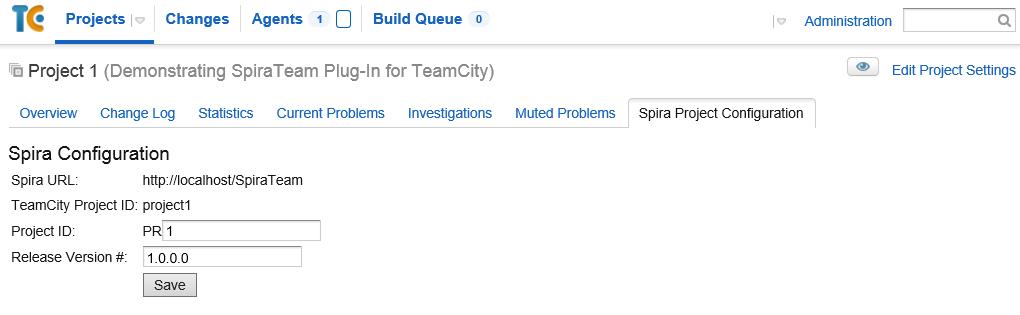 TC Projects Changes Agents 1 Build Queue 0 Administration
Project 1 (Demonstrating SpiraTeam Plug-In for TeamCity) Edit Project Settings
Overview Change Log Statistics Current Problems Investigations Muted Problems Spira Project Configuration
Spira Configuration
Spira URL: http://localhost/SpiraTeam
TeamCity Project ID: project1
Project ID: PR 1
Release Version #: 1.0.0.0
Save